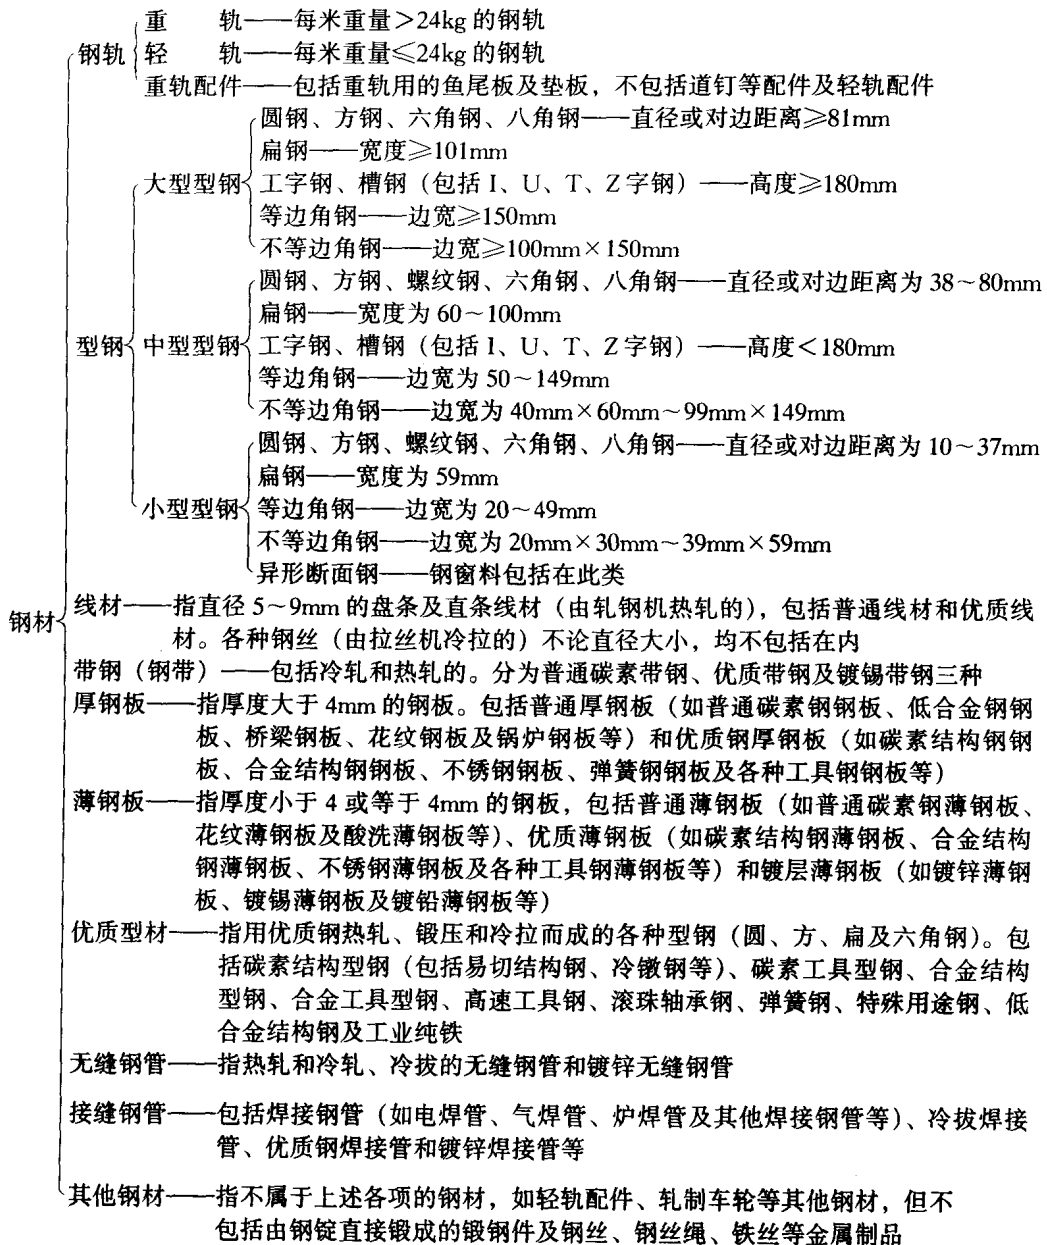 重 轨——每米重量＞24kg 的钢轨
钢轨 轻 轨——每米重量≤24kg 的钢轨
重轨配件——包括重轨用的鱼尾板及垫板，不包括道钉等配件及轻轨配件
圆钢、方钢、六角钢、八角钢——直径或对边距离≥81mm
扁钢——宽度≥101mm
大型型钢 工字钢、槽钢（包括 I、U、T、Z 字钢）——高度≥180mm
等边角钢——边宽≥150mm
不等边角钢——边宽≥100mm×150mm
圆钢、方钢、螺纹钢、六角钢、八角钢——直径或对边距离为 38～80mm
扁钢——宽度为 60～100mm
型钢 中型型钢 工字钢、槽钢（包括 I、U、T、Z 字钢）——高度＜180mm
等边角钢——边宽为 50～149mm
不等边角钢——边宽为 40mm×60mm～99mm×149mm
圆钢、方钢、螺纹钢、六角钢、八角钢——直径或对边距离为 10～37mm
扁钢——宽度为 59mm
小型型钢 等边角钢——边宽为 20～49mm
不等边角钢——边宽为 20mm×30mm～39mm×59mm
异形断面钢——钢窗料包括在此类
钢材 线材——指直径 5～9mm 的盘条及直条线材（由轧钢机热轧的），包括普通线材和优质线
材。各种钢丝（由拉丝机冷拉的）不论直径大小，均不包括在内
带钢（钢带）——包括冷轧和热轧的。分为普通碳素带钢、优质带钢及镀锡带钢三种
厚钢板——指厚度大于 4mm 的钢板。包括普通厚钢板（如普通碳素钢钢板、低合金钢钢
板、桥梁钢板、花纹钢板及锅炉钢板等）和优质钢厚钢板（如碳素结构钢钢
板、合金结构钢钢板、不锈钢钢板、弹簧钢钢板及各种工具钢钢板等）
薄钢板——指厚度小于 4 或等于 4mm 的钢板，包括普通薄钢板（如普通碳素钢薄钢板、
花纹薄钢板及酸洗薄钢板等）、优质薄钢板（如碳素结构钢薄钢板、合金结构
钢薄钢板、不锈钢薄钢板及各种工具钢薄钢板等）和镀层薄钢板（如镀锌薄钢
板、镀锡薄钢板及镀铅薄钢板等）
优质型材——指用优质钢热轧、锻压和冷拉而成的各种型钢（圆、方、扁及六角钢）。包
括碳素结构型钢（包括易切结构钢、冷镦钢等）、碳素工具型钢、合金结构
型钢、合金工具型钢、高速工具钢、滚珠轴承钢、弹簧钢、特殊用途钢、低
合金结构钢及工业纯铁
无缝钢管——指热轧和冷轧、冷拔的无缝钢管和镀锌无缝钢管
接缝钢管——包括焊接钢管（如电焊管、气焊管、炉焊管及其他焊接钢管等）、冷拔焊接
管、优质钢焊接管和镀锌焊接管等
其他钢材——指不属于上述各项的钢材，如轻轨配件、轧制车轮等其他钢材，但不
包括由钢锭直接锻成的锻钢件及钢丝、钢丝绳、铁丝等金属制品